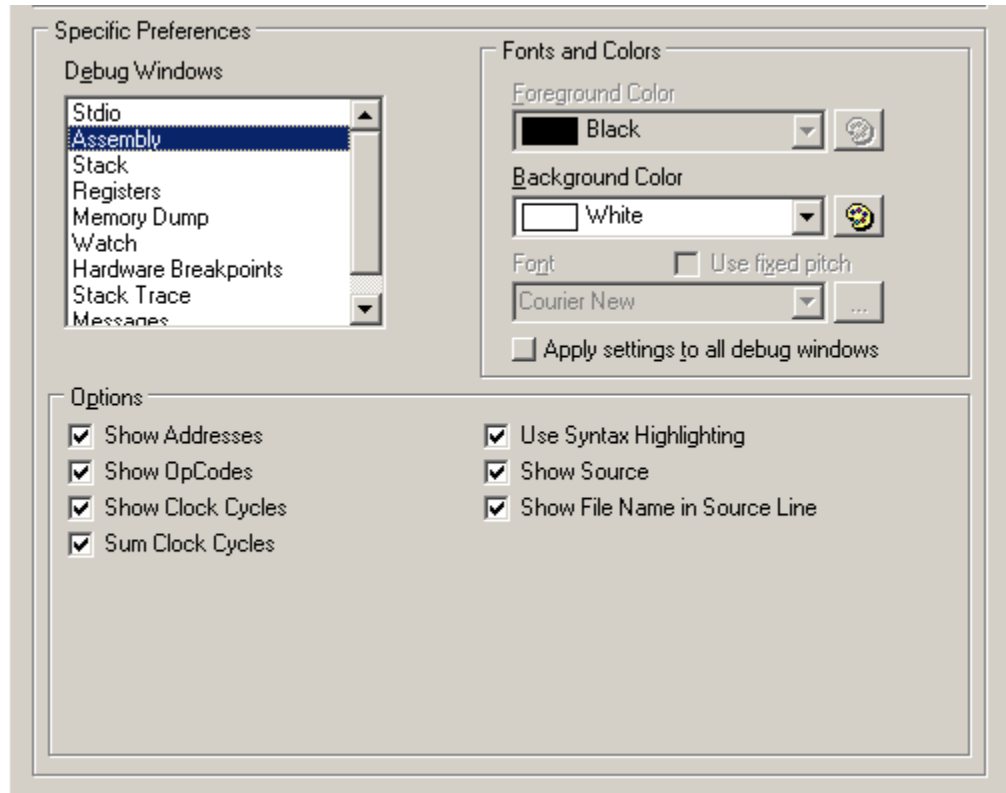 Specific Preferences
Debug Windows
Stdio
Assembly
Stack
Registers
Memory Dump
Watch
Hardware Breakpoints
Stack Trace
Messages
Fonts and Colors
Foreground Color
Black
Background Color
White
Font
Use fixed pitch
Courier New
...
Apply settings to all debug windows
Options
Show Addresses
Show OpCodes
Show Clock Cycles
Sum Clock Cycles
Use Syntax Highlighting
Show Source
Show File Name in Source Line